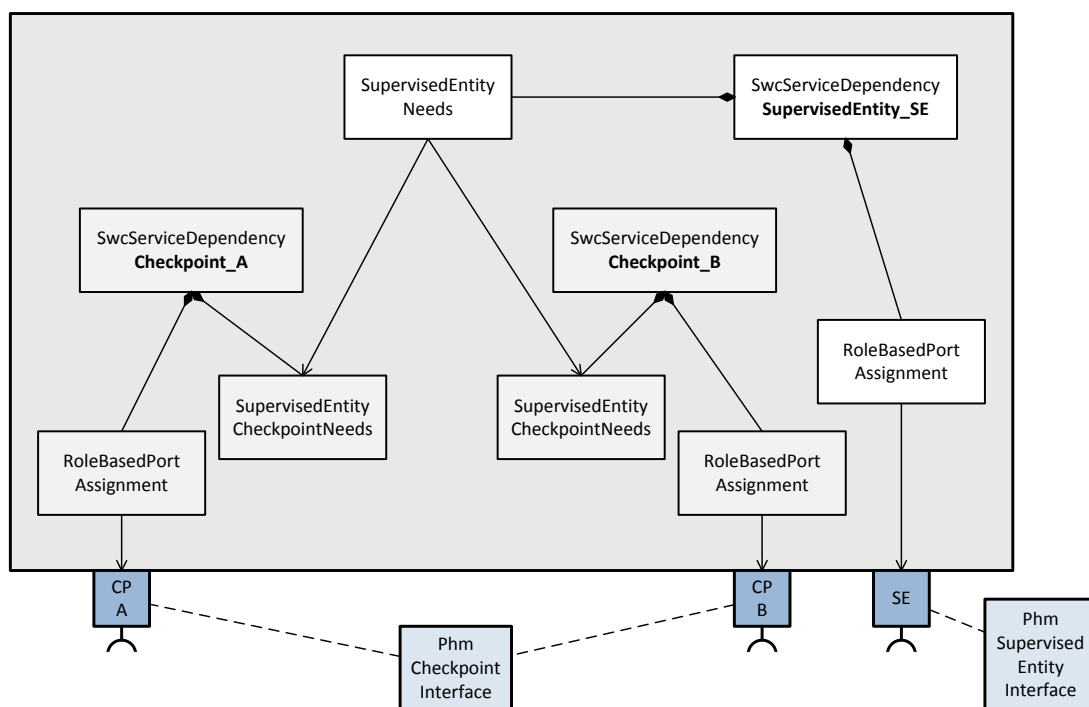 SupervisedEntity
Needs
SwcServiceDependency
SupervisedEntity_SE
SwcServiceDependency
Checkpoint_A
SwcServiceDependency
Checkpoint_B
RoleBasedPort
Assignment
SupervisedEntity
CheckpointNeeds
SupervisedEntity
CheckpointNeeds
RoleBasedPort
Assignment
RoleBasedPort
Assignment
CP
A
CP
B
SE
Phm
Checkpoint
Interface
Phm
Supervised
Entity
Interface